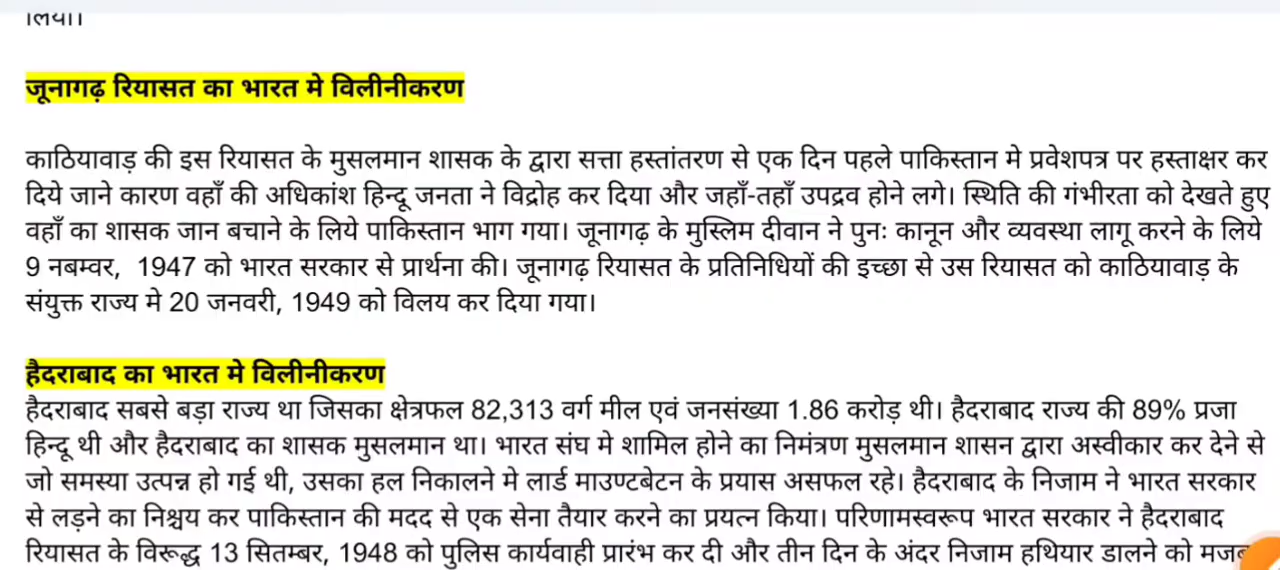 लिया।
जूनागढ़ रियासत का भारत मे विलीनीकरण
काठियावाड़ की इस रियासत के मुसलमान शासक के द्वारा सत्ता हस्तांतरण से एक दिन पहले पाकिस्तान मे प्रवेशपत्र पर हस्ताक्षर कर
दिये जाने कारण वहाँ की अधिकांश हिन्दू जनता ने विद्रोह कर दिया और जहाँ-तहाँ उपद्रव होने लगे। स्थिति की गंभीरता को देखते हुए
वहाँ का शासक जान बचाने के लिये पाकिस्तान भाग गया। जूनागढ़ के मुस्लिम दीवान ने पुनः कानून और व्यवस्था लागू करने के लिये
9 नबम्वर, 1947 को भारत सरकार से प्रार्थना की। जूनागढ़ रियासत के प्रतिनिधियों की इच्छा से उस रियासत को काठियावाड़ के
संयुक्त राज्य मे 20 जनवरी, 1949 को विलय कर दिया गया।
हैदराबाद का भारत मे विलीनीकरण
हैदराबाद सबसे बड़ा राज्य था जिसका क्षेत्रफल 82,313 वर्ग मील एवं जनसंख्या 1.86 करोड़ थी। हैदराबाद राज्य की 89% प्रजा
हिन्दू थी और हैदराबाद का शासक मुसलमान था। भारत संघ मे शामिल होने का निमंत्रण मुसलमान शासन द्वारा अस्वीकार कर देने से
जो समस्या उत्पन्न हो गई थी, उसका हल निकालने मे लार्ड माउण्टबेटन के प्रयास असफल रहे। हैदराबाद के निजाम ने भारत सरकार
से लड़ने का निश्चय कर पाकिस्तान की मदद से एक सेना तैयार करने का प्रयत्न किया। परिणामस्वरूप भारत सरकार ने हैदराबाद
रियासत के विरूद्ध 13 सितम्बर, 1948 को पुलिस कार्यवाही प्रारंभ कर दी और तीन दिन के अंदर निजाम हथियार डालने को